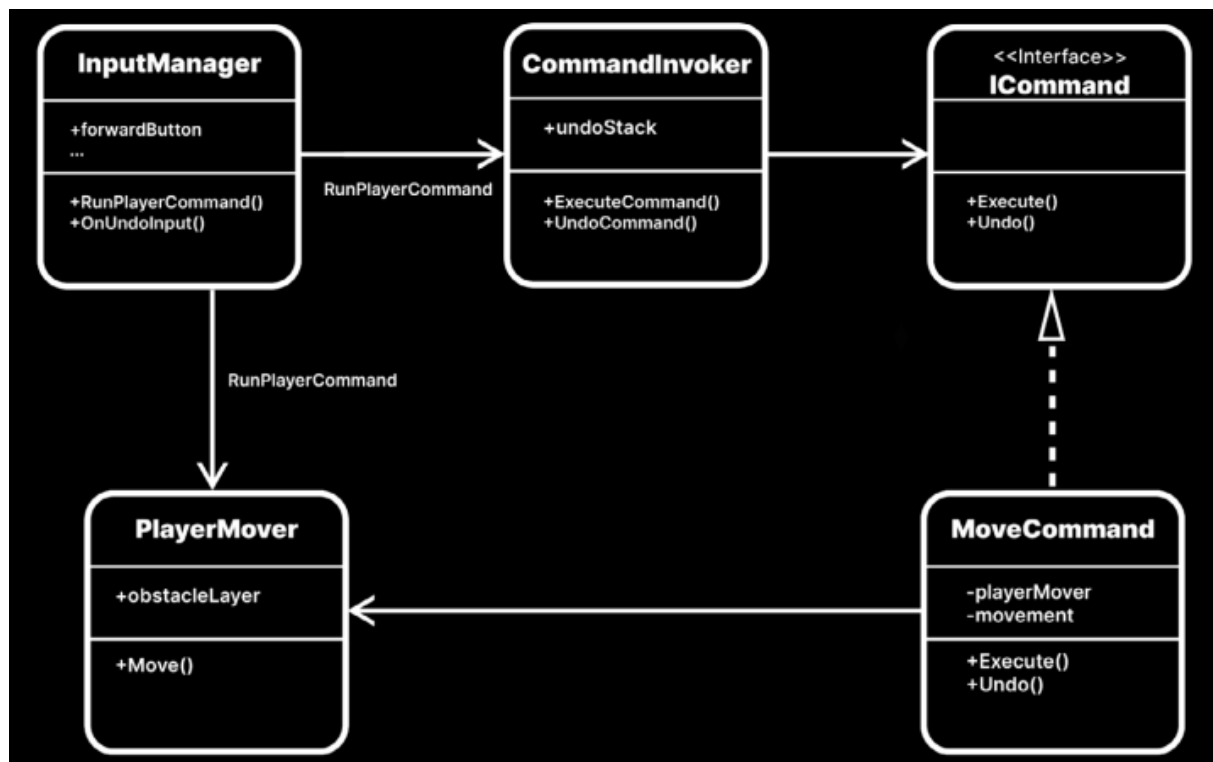 InputManager
+forwardButton
...
+RunPlayerCommand()
+OnUndoInput()
RunPlayerCommand
CommandInvoker
+undoStack
+ExecuteCommand()
+UndoCommand()
<<Interface>>
ICommand
+Execute()
+Undo()
RunPlayerCommand
PlayerMover
+obstacleLayer
+Move()
MoveCommand
-playerMover
-movement
+Execute()
+Undo()